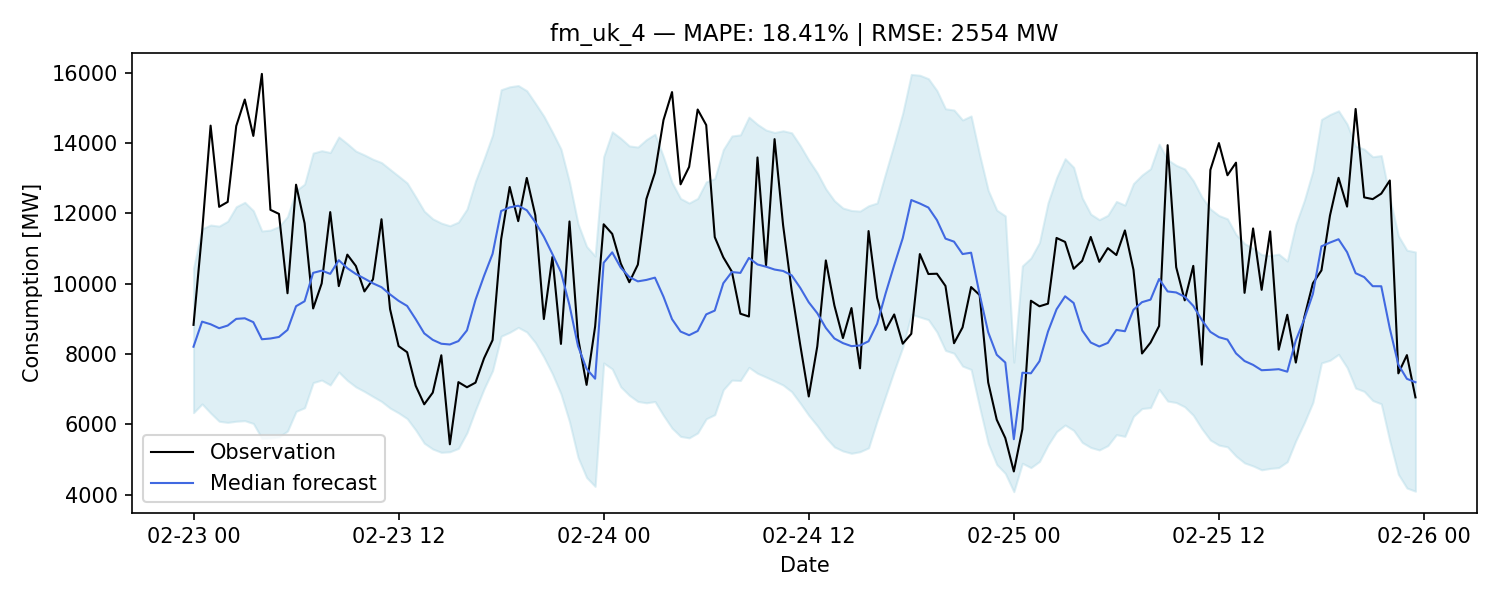 fm_uk_4 — MAPE: 18.41% | RMSE: 2554 MW
16000
14000
12000
10000
8000
6000
4000
Consumption [MW]
Observation
Median forecast
02-23 00
02-23 12
02-24 00
02-24 12
02-25 00
02-25 12
02-26 00
Date